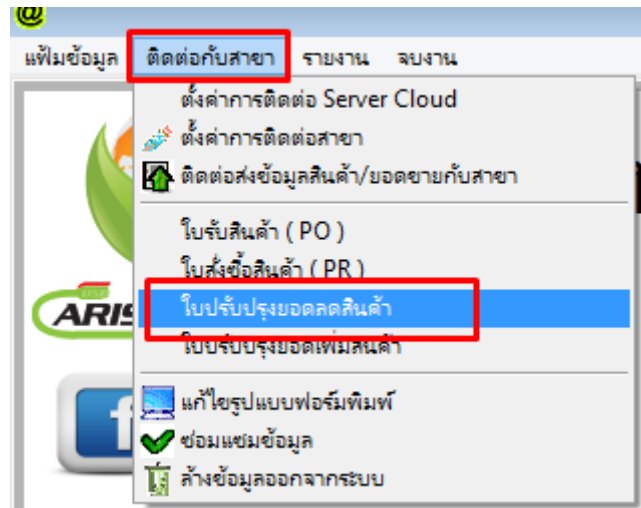 @
แฟ้มข้อมูล ติดต่อกับสาขา รายงาน จบงาน
ตั้งค่าการติดต่อ Server Cloud
ตั้งค่าการติดต่อสาขา
ติดต่อส่งข้อมูลสินค้า/ยอดขายกับสาขา
ใบรับสินค้า ( PO )
ใบสั่งซื้อสินค้า ( PR )
ใบปรับปรุงยอดลดสินค้า
ใบปรับปรุงยอดเพิ่มสินค้า
แก้ไขรูปแบบฟอร์มพิมพ์
ซ่อมแซมข้อมูล
ล้างข้อมูลออกจากระบบ
ARIS
f